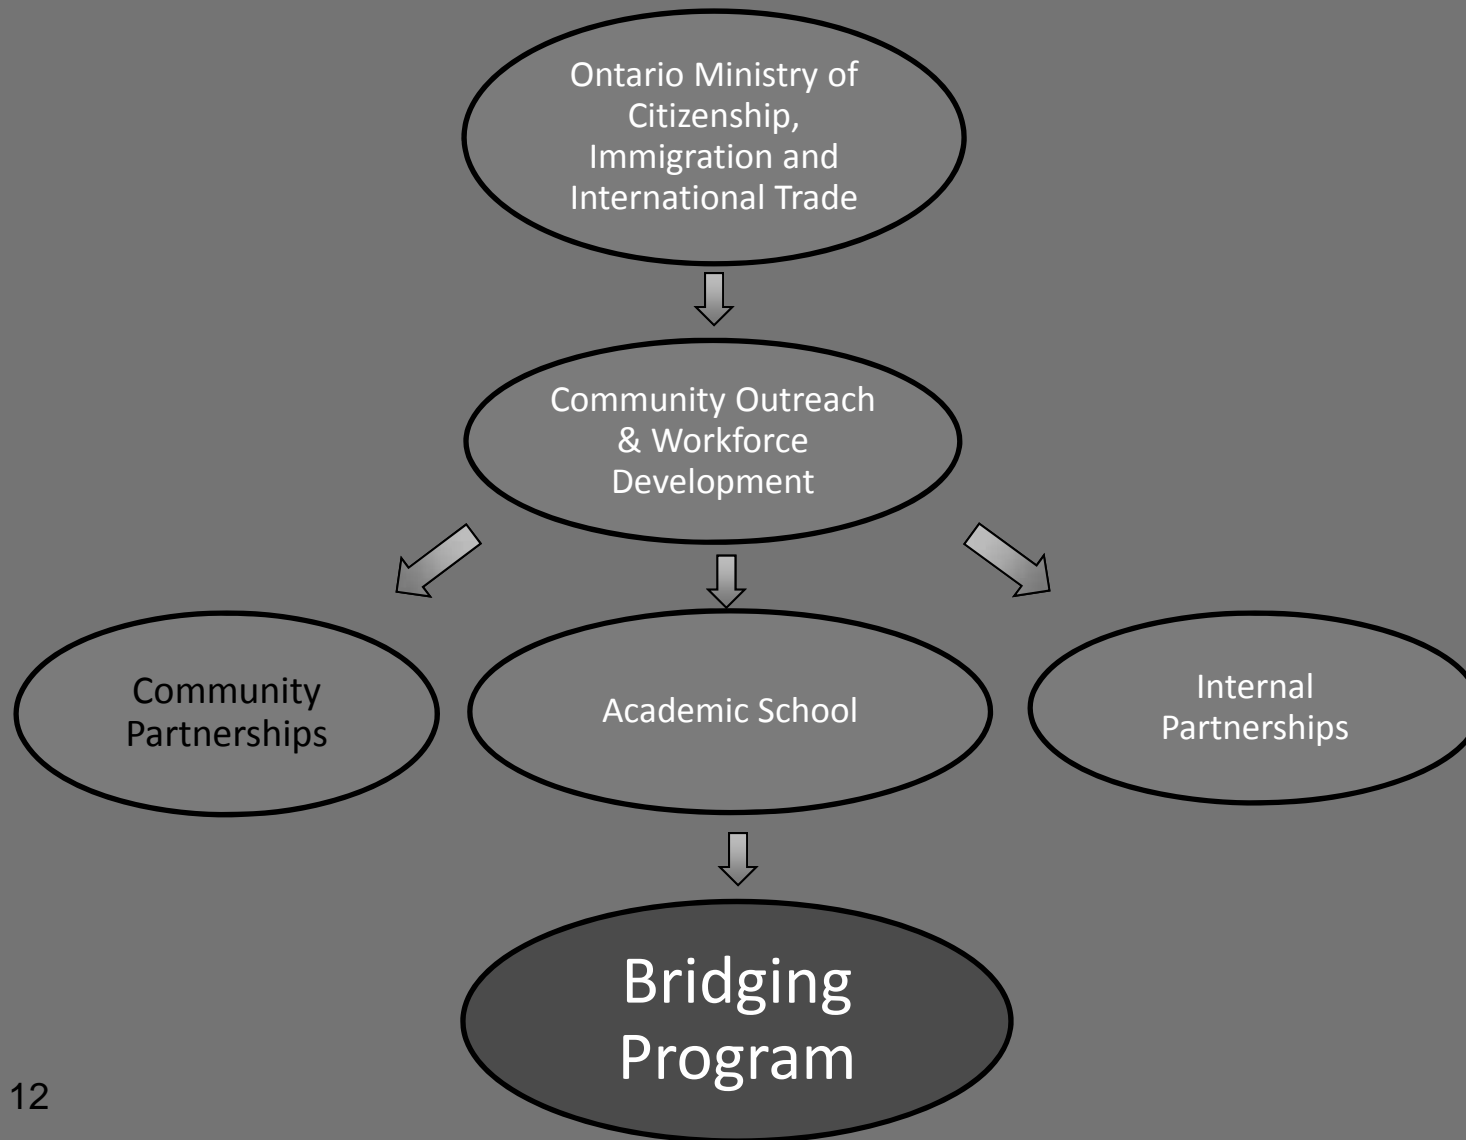 Ontario Ministry of
Citizenship,
Immigration and
International Trade
Community Outreach
& Workforce
Development
Community
Partnerships
Academic School
Internal
Partnerships
Bridging
Program
12